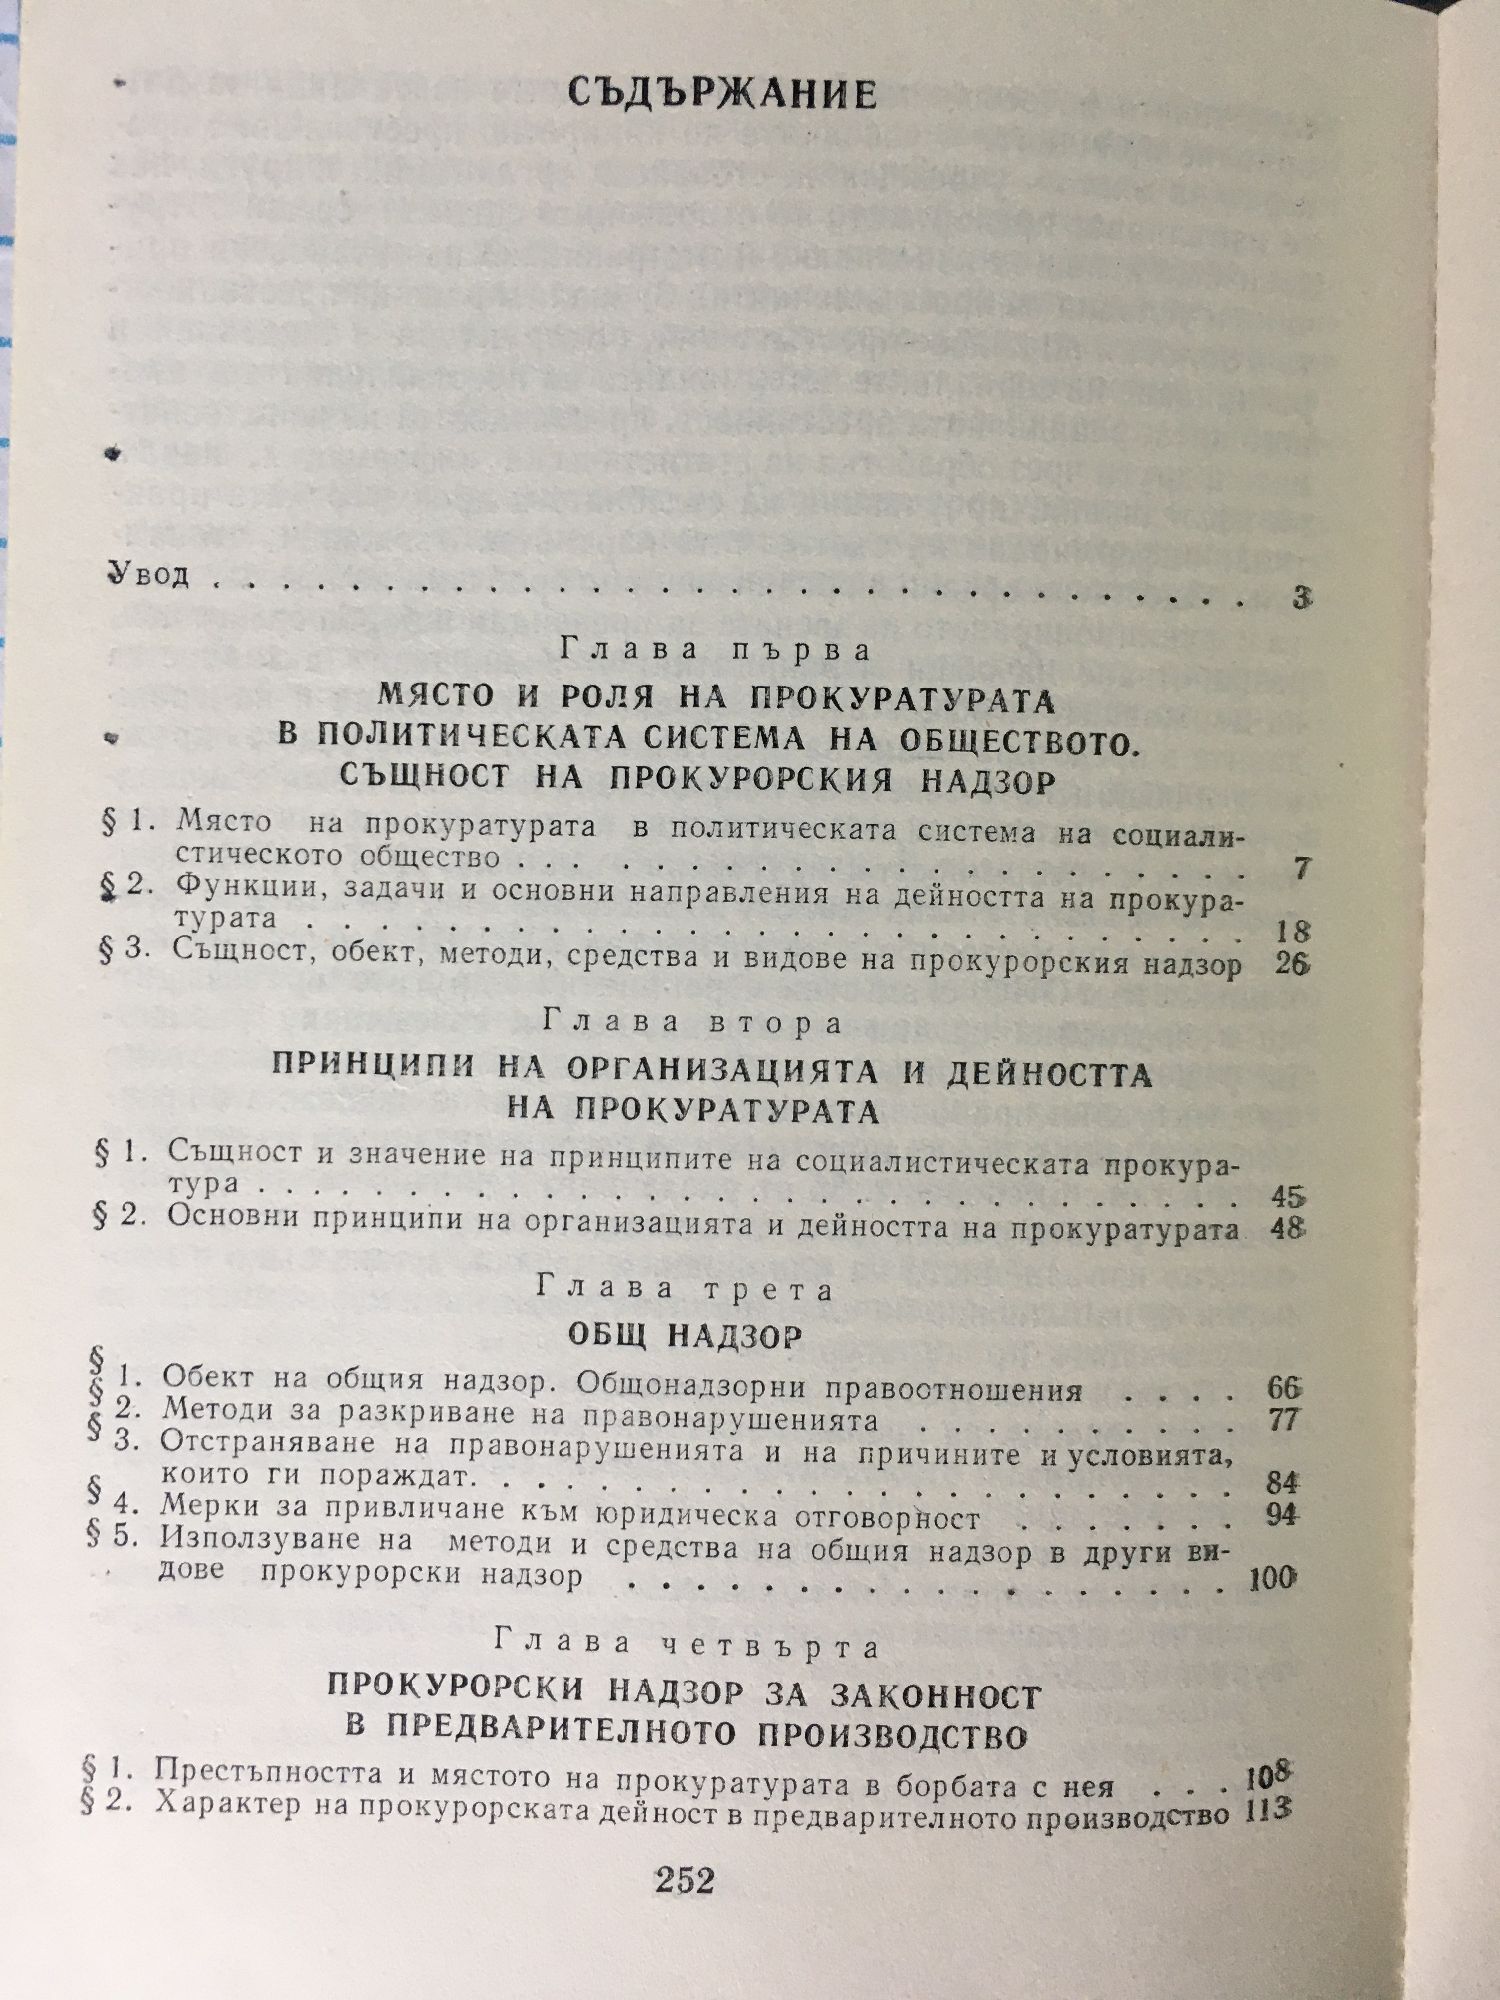 СЪДЪРЖАНИЕ
Увод . . . . . . . . . . . . . . . . . . . . . . . . . . . . . . 3
Глава първа
МЯСТО И РОЛЯ НА ПРОКУРАТУРАТА
В ПОЛИТИЧЕСКАТА СИСТЕМА НА ОБЩЕСТВОТО.
СЪЩНОСТ НА ПРОКУРОРСКИЯ НАДЗОР
§ 1. Място на прокуратурата в политическата система на социали-
стическото общество . . . . . . . . . . . . . . . . . . . . . 7
§ 2. Функции, задачи и основни направления на дейността на прокура-
турата . . . . . . . . . . . . . . . . . . . . . . . . . . . 18
§ 3. Същност, обект, методи, средства и видове на прокурорския надзор 26
Глава втора
ПРИНЦИПИ НА ОРГАНИЗАЦИЯТА И ДЕЙНОСТТА
НА ПРОКУРАТУРАТА
§ 1. Същност и значение на принципите на социалистическата прокура-
тура . . . . . . . . . . . . . . . . . . . . . . . . . . . . 45
§ 2. Основни принципи на организацията и дейността на прокуратурата 48
Глава трета
ОБЩ НАДЗОР
§ 1. Обект на общия надзор. Общонадзорни правоотношения . . . . 66
§ 2. Методи за разкриване на правонарушенията . . . . . . . . . . 77
§ 3. Отстраняване на правонарушенията и на причините и условията,
които ги пораждат. . . . . . . . . . . . . . . . . . . . . . 84
§ 4. Мерки за привличане към юридическа отговорност . . . . . . . 94
§ 5. Използуване на методи и средства на общия надзор в други ви-
дове прокурорски надзор . . . . . . . . . . . . . . . . . . 100
Глава четвърта
ПРОКУРОРСКИ НАДЗОР ЗА ЗАКОННОСТ
В ПРЕДВАРИТЕЛНОТО ПРОИЗВОДСТВО
§ 1. Престъпността и мястото на прокуратурата в борбата с нея . . . 108
§ 2. Характер на прокурорската дейност в предварителното производство 113
252